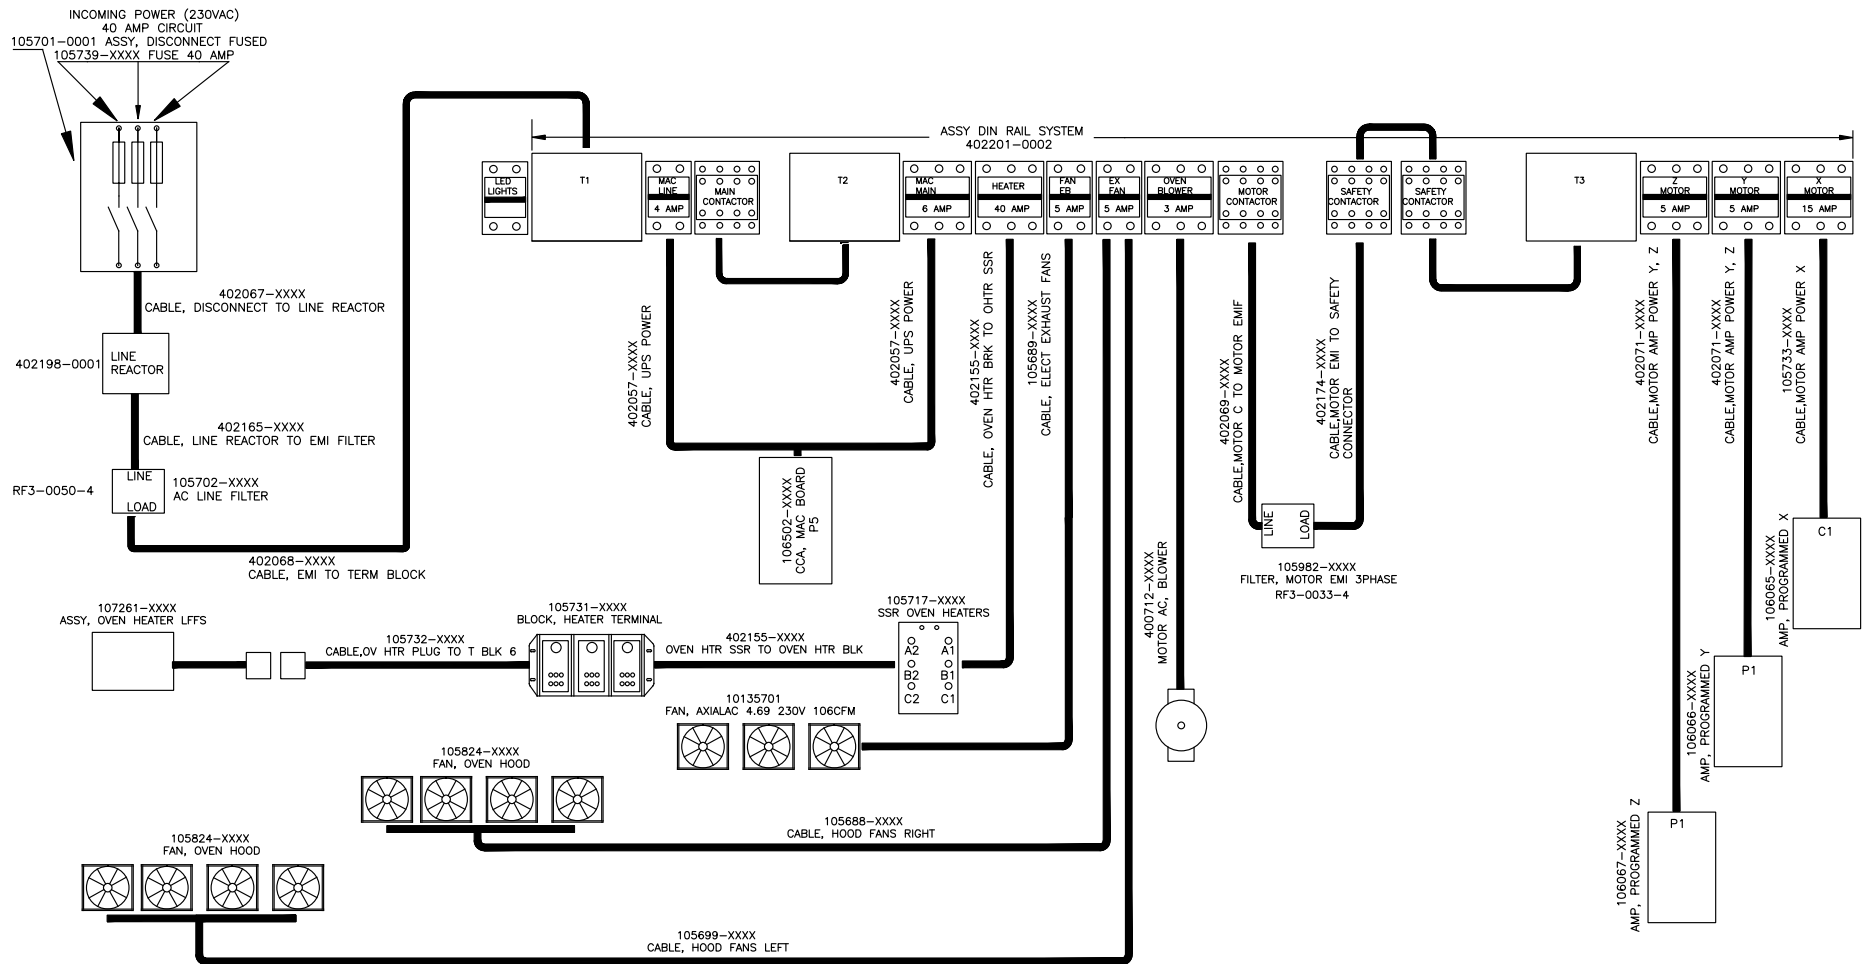 INCOMING POWER (230VAC)
40 AMP CIRCUIT
105701-0001 ASSY, DISCONNECT FUSED
105739-XXXX FUSE 40 AMP
402067-XXXX
CABLE, DISCONNECT TO LINE REACTOR
402198-0001
LINE
REACTOR
402165-XXXX
CABLE, LINE REACTOR TO EMI FILTER
RF3-0050-4
LINE
LOAD
105702-XXXX
AC LINE FILTER
402068-XXXX
CABLE, EMI TO TERM BLOCK
ASSY DIN RAIL SYSTEM
402201-0002
LED
LIGHTS
T1
MAC
LINE
4 AMP
MAIN
CONTACTOR
T2
MAC
MAIN
6 AMP
HEATER
40 AMP
FAN
EB
5 AMP
EX
FAN
5 AMP
OVEN
BLOWER
3 AMP
MOTOR
CONTACTOR
SAFETY
CONTACTOR
SAFETY
CONTACTOR
T3
Z
MOTOR
5 AMP
Y
MOTOR
5 AMP
X
MOTOR
15 AMP
402057-XXXX
CABLE, UPS POWER
402057-XXXX
CABLE, UPS POWER
402155-XXXX
CABLE, OVEN HTR BRK TO OHTR SSR
105689-XXXX
CABLE, ELECT EXHAUST FANS
402069-XXXX
CABLE,MOTOR C TO MOTOR EMIF
402174-XXXX
CABLE,MOTOR EMI TO SAFETY
CONNECTOR
402071-XXXX
CABLE,MOTOR AMP POWER Y, Z
402071-XXXX
CABLE,MOTOR AMP POWER Y, Z
105733-XXXX
CABLE,MOTOR AMP POWER X
106502-XXXX
CCA, MAC BOARD
P5
LINE
LOAD
105982-XXXX
FILTER, MOTOR EMI 3PHASE
RF3-0033-4
400712-XXXX
MOTOR AC, BLOWER
C1
106065-XXXX
AMP, PROGRAMMED X
P1
106066-XXXX
AMP, PROGRAMMED Y
P1
106067-XXXX
AMP, PROGRAMMED Z
107261-XXXX
ASSY, OVEN HEATER LFFS
105732-XXXX
CABLE,OV HTR PLUG TO T BLK 6
105731-XXXX
BLOCK, HEATER TERMINAL
402155-XXXX
OVEN HTR SSR TO OVEN HTR BLK
105717-XXXX
SSR OVEN HEATERS
A2 A1
B2 B1
C2 C1
10135701
FAN, AXIALAC 4.69 230V 106CFM
105824-XXXX
FAN, OVEN HOOD
105688-XXXX
CABLE, HOOD FANS RIGHT
105824-XXXX
FAN, OVEN HOOD
105699-XXXX
CABLE, HOOD FANS LEFT